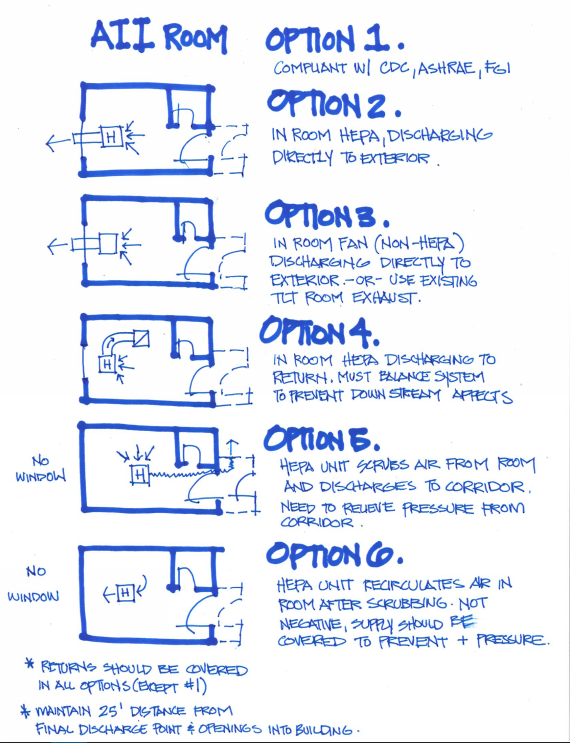 AII ROOM
OPTION 1.
COMPLIANT W/ CDC, ASHRAE, FGI
OPTION 2.
IN ROOM HEPA, DISCHARGING
DIRECTLY TO EXTERIOR.
H
OPTION 3.
IN ROOM FAN (NON-HEPA)
DISCHARGING DIRECTLY TO
EXTERIOR. -OR- USE EXISTING
TLT ROOM EXHAUST.
OPTION 4.
IN ROOM HEPA DISCHARGING TO
RETURN. MUST BALANCE SYSTEM
TO PREVENT DOWN STREAM AFFECTS
H
NO
WINDOW
OPTION 5.
HEPA UNIT SCRUBS AIR FROM ROOM
AND DISCHARGES TO CORRIDOR.
NEED TO RELIEVE PRESSURE FROM
CORRIDOR.
H
NO
WINDOW
OPTION 6.
HEPA UNIT RECIRCULATES AIR IN
ROOM AFTER SCRUBBING. NOT
NEGATIVE, SUPPLY SHOULD BE
COVERED TO PREVENT + PRESSURE.
H
* RETURNS SHOULD BE COVERED
IN ALL OPTIONS (EXEPT #1)
* MAINTAIN 25' DISTANCE FROM
FINAL DISCHARGE POINT & OPENINGS INTO BUILDING.